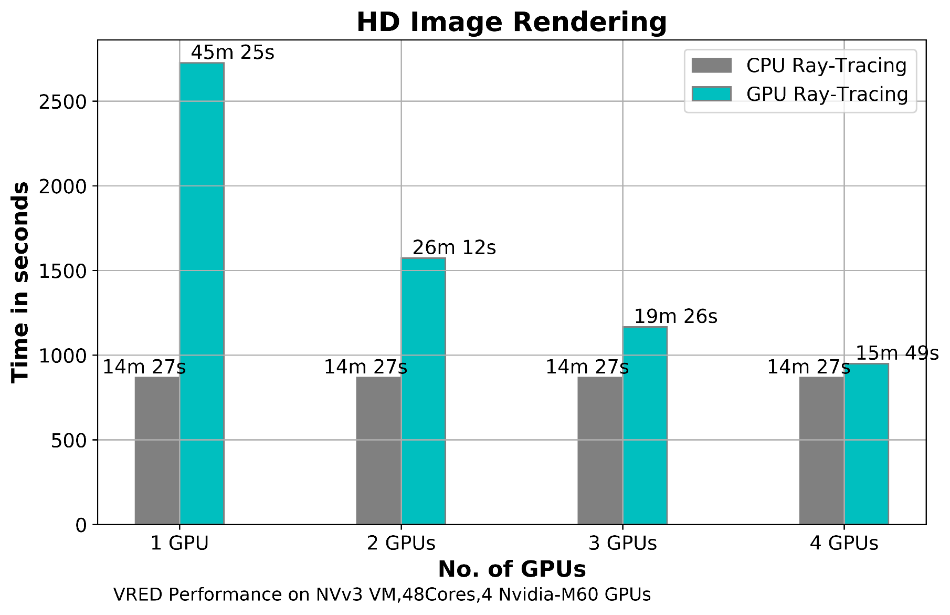 HD Image Rendering
45m 25s
CPU Ray-Tracing
GPU Ray-Tracing
2500
2000
1500
1000
500
0
Time in seconds
26m 12s
19m 26s
15m 49s
14m 27s
14m 27s
14m 27s
14m 27s
1 GPU
2 GPUs
3 GPUs
4 GPUs
No. of GPUs
VRED Performance on NVv3 VM,48Cores,4 Nvidia-M60 GPUs